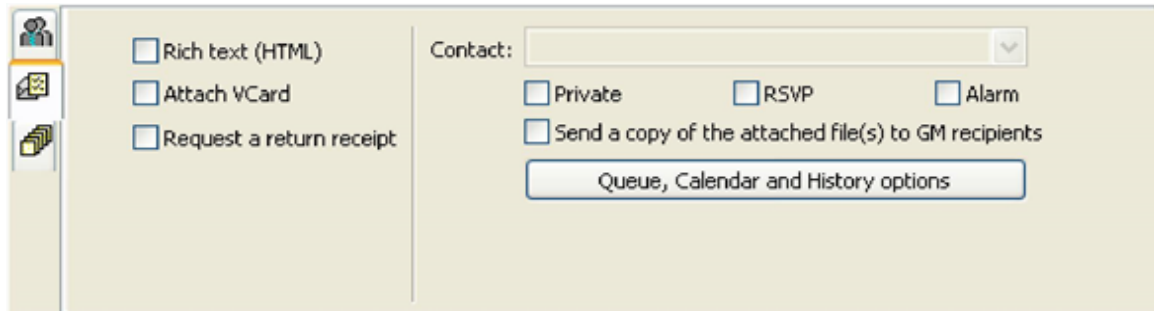 Rich text (HTML)
Attach VCard
Request a return receipt
Contact:
Private RSVP Alarm
Send a copy of the attached file(s) to GM recipients
Queue, Calendar and History options